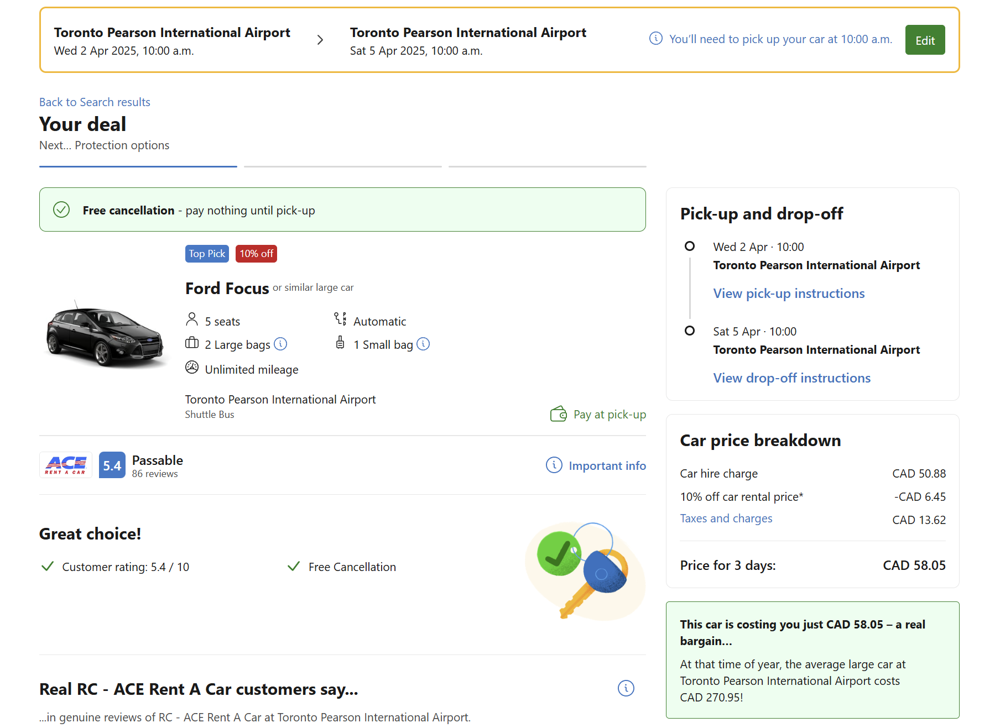 Toronto Pearson International Airport
Wed 2 Apr 2025, 10:00 a.m.
Toronto Pearson International Airport
Sat 5 Apr 2025, 10:00 a.m.
You'll need to pick up your car at 10:00 a.m.
Edit
Back to Search results
Your deal
Next... Protection options
Free cancellation - pay nothing until pick-up
Top Pick
10% off
Ford Focus or similar large car
5 seats
Automatic
2 Large bags
1 Small bag
Unlimited mileage
Toronto Pearson International Airport
Shuttle Bus
Pay at pick-up
ACE
RENT A CAR
5.4
Passable
86 reviews
Important info
Great choice!
Customer rating: 5.4 / 10
Free Cancellation
Real RC - ACE Rent A Car customers say...
...in genuine reviews of RC - ACE Rent A Car at Toronto Pearson International Airport.
Pick-up and drop-off
Wed 2 Apr · 10:00
Toronto Pearson International Airport
View pick-up instructions
Sat 5 Apr · 10:00
Toronto Pearson International Airport
View drop-off instructions
Car price breakdown
Car hire charge CAD 50.88
10% off car rental price* -CAD 6.45
Taxes and charges CAD 13.62
Price for 3 days: CAD 58.05
This car is costing you just CAD 58.05 – a real
bargain...
At that time of year, the average large car at
Toronto Pearson International Airport costs
CAD 270.95!